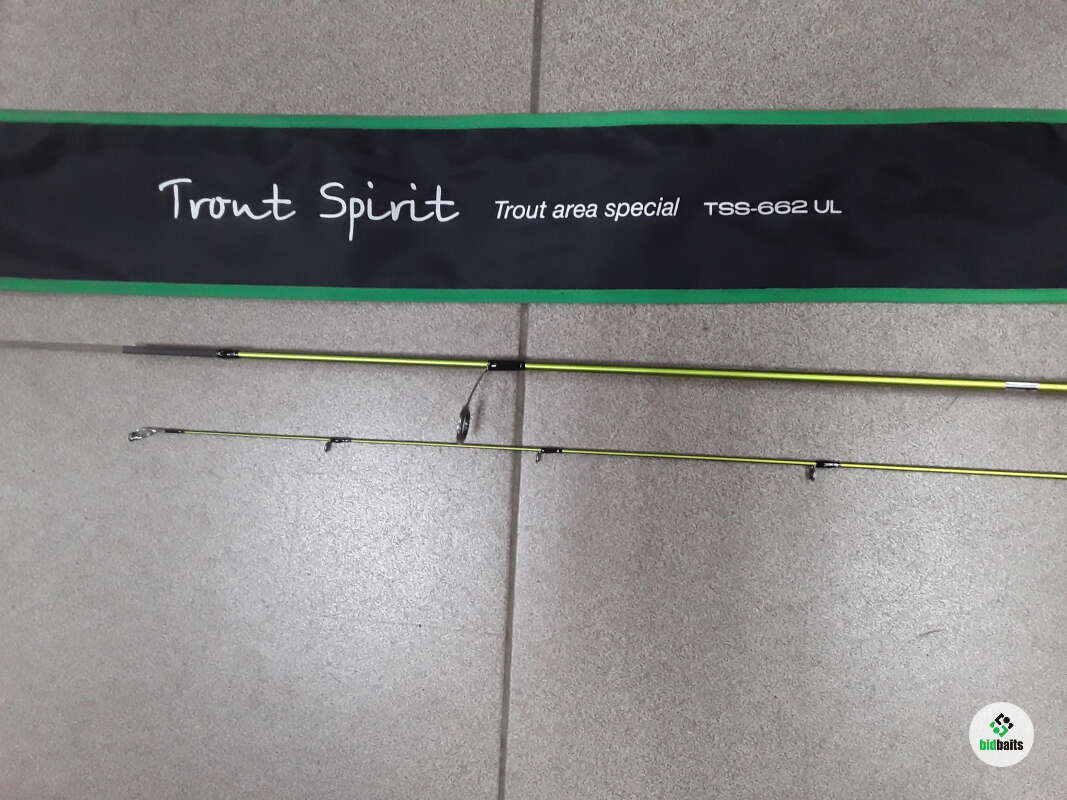 Trout Spirit Trout area special TSS-662 UL
bidbaits